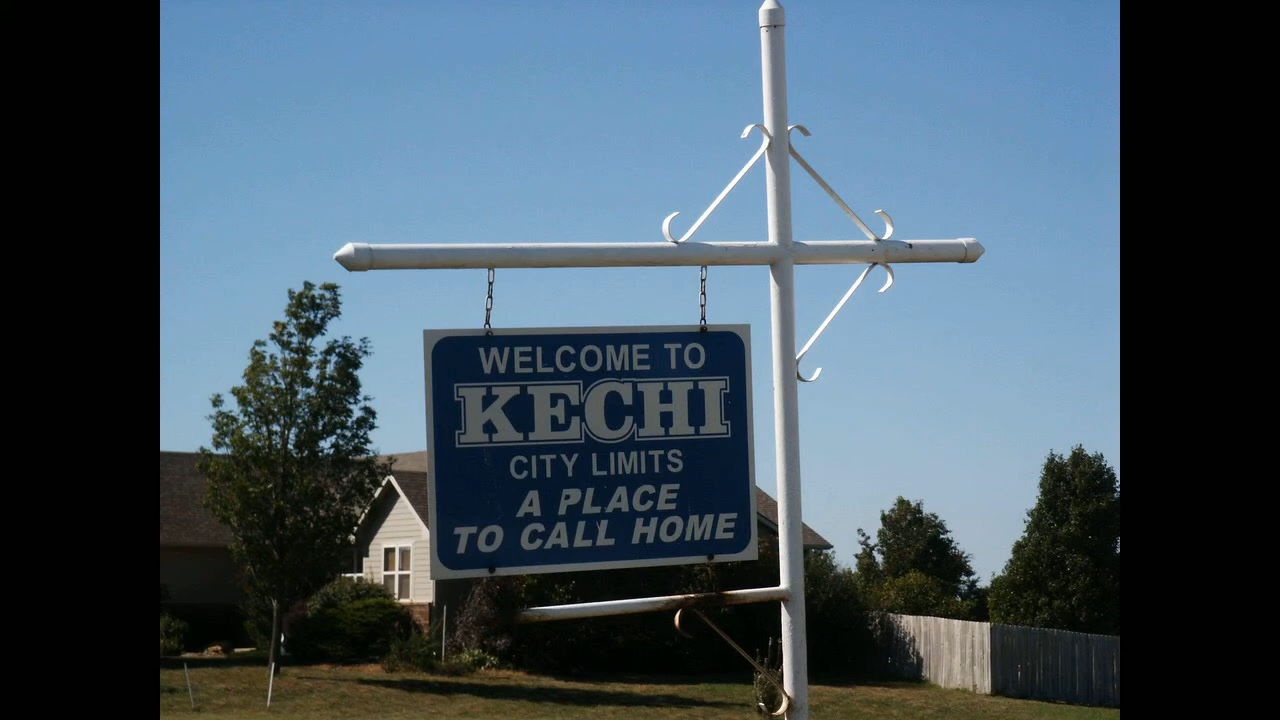 WELCOME TO
KECHI
CITY LIMITS
A PLACE
TO CALL HOME